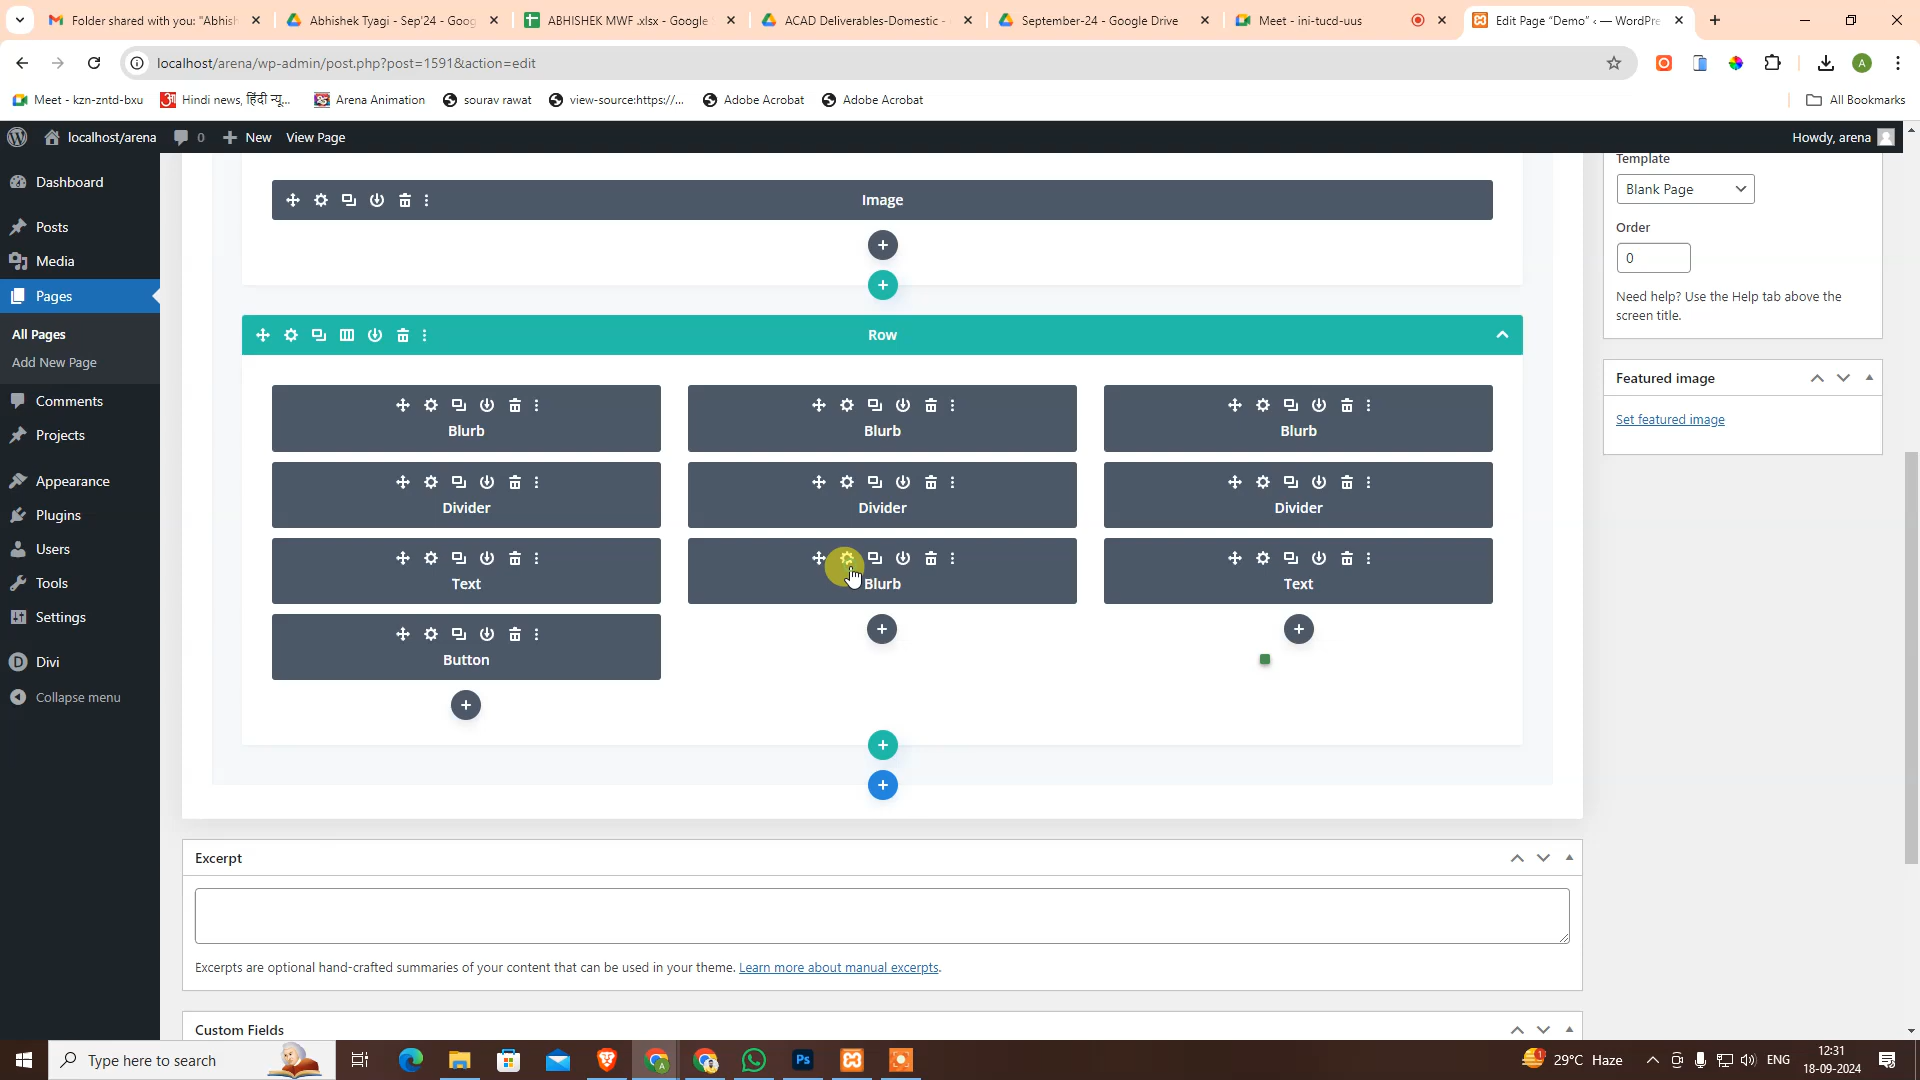 Folder shared with you: "Abhish
Abhishek Tyagi - Sep'24 - Goog
ABHISHEK MWF .xlsx - Google
ACAD Deliverables-Domestic -
September-24 - Google Drive
Meet - ini-tucd-uus
Edit Page "Demo" ‹ — WordPre
localhost/arena/wp-admin/post.php?post=1591&action=edit
A
Meet - kzn-zntd-bxu
Hindi news, हिंदी न्यू...
Arena Animation
sourav rawat
view-source:https://...
Adobe Acrobat
Adobe Acrobat
All Bookmarks
localhost/arena
0
New
View Page
Howdy, arena
Dashboard
Posts
Media
Pages
All Pages
Add New Page
Comments
Projects
Appearance
Plugins
Users
Tools
Settings
Divi
Collapse menu
Image
Row
Blurb
Blurb
Blurb
Divider
Divider
Divider
Text
Blurb
Text
Button
Template
Blank Page
Order
0
Need help? Use the Help tab above the
screen title.
Featured image
Set featured image
Excerpt
Excerpts are optional hand-crafted summaries of your content that can be used in your theme. Learn more about manual excerpts.
Custom Fields
Type here to search
29°C Haze
ENG
12:31
18-09-2024